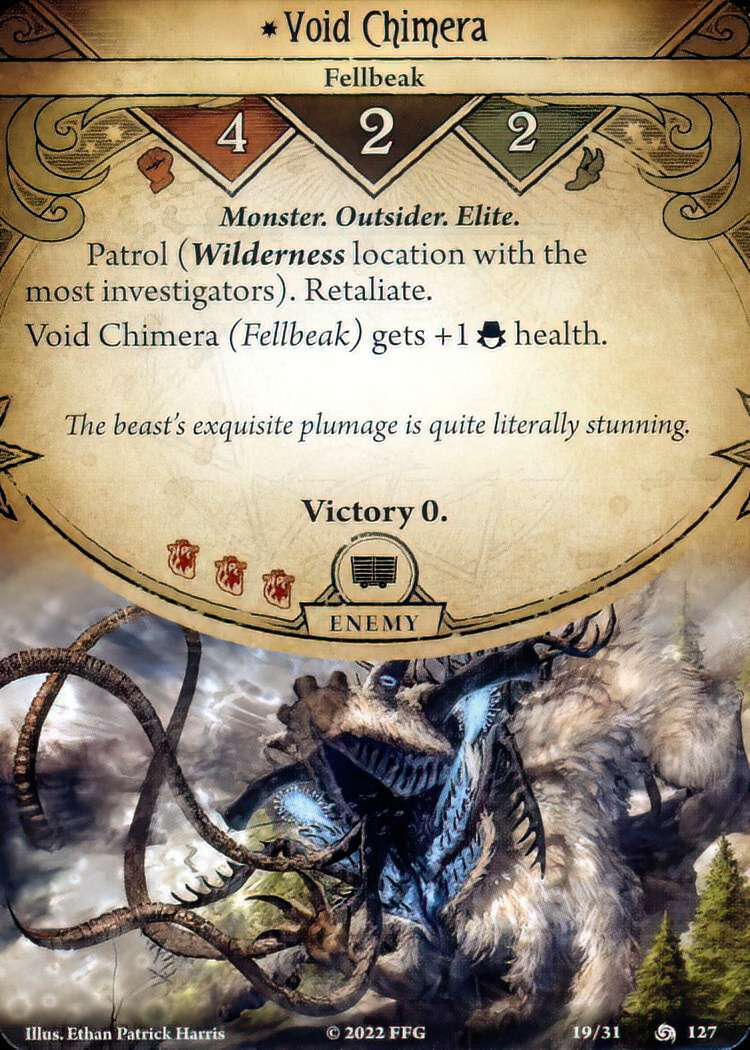 Void Chimera
Fellbeak
4 2 2
Monster. Outsider. Elite.
Patrol (Wilderness location with the
most investigators). Retaliate.
Void Chimera (Fellbeak) gets +1 health.
The beast's exquisite plumage is quite literally stunning.
Victory 0.
ENEMY
Illus. Ethan Patrick Harris © 2022 FFG 19/31 127